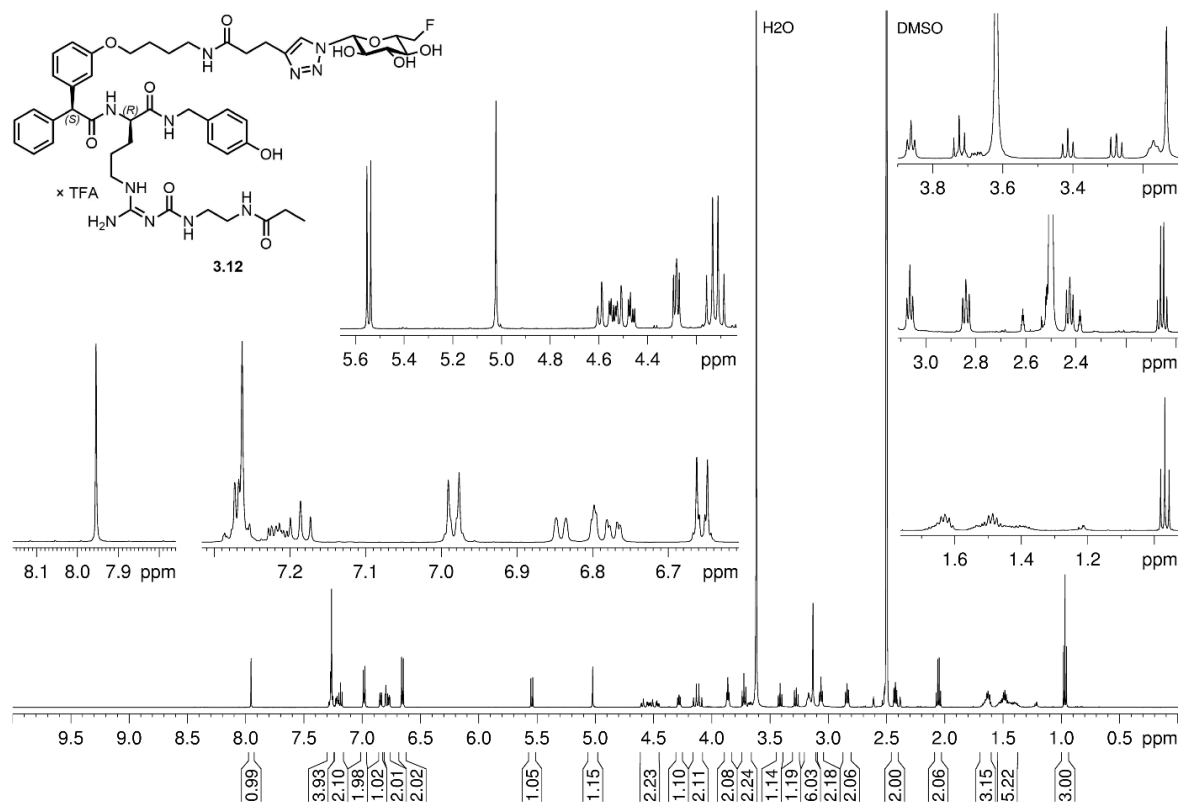 F
O
N
H
O
N
N N
O
HO
HO
OH
(S)
O
H
N
(R)
O
N
H
OH
× TFA
NH
H2N
N
O
N
H
H
N
O
3.12
H2O
DMSO
3.8 3.6 3.4 ppm
3.0 2.8 2.6 2.4 ppm
1.6 1.4 1.2 ppm
5.6 5.4 5.2 5.0 4.8 4.6 4.4 ppm
8.1 8.0 7.9 ppm
7.2 7.1 7.0 6.9 6.8 6.7 ppm
9.5 9.0 8.5 8.0 7.5 7.0 6.5 6.0 5.5 5.0 4.5 4.0 3.5 3.0 2.5 2.0 1.5 1.0 0.5 ppm
0.99 3.93 2.10 1.98 1.02 2.01 2.02 1.05 1.15 2.23 1.10 2.11 2.08 2.24 1.14 1.19 6.03 2.18 2.06 2.00 2.06 3.15 5.22 3.00